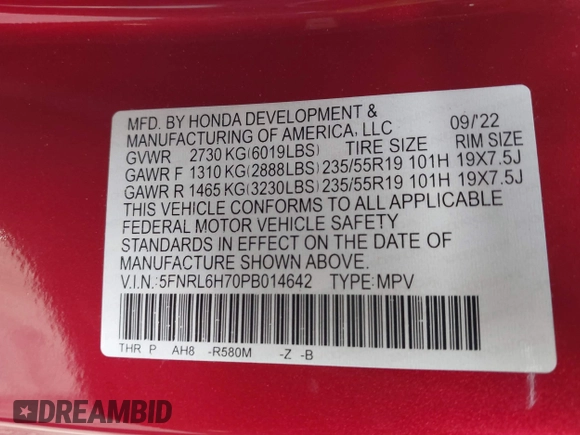 MFD. BY HONDA DEVELOPMENT &
MANUFACTURING OF AMERICA, LLC 09/'22
GVWR 2730 KG(6019LBS) TIRE SIZE RIM SIZE
GAWR F 1310 KG(2888LBS) 235/55R19 101H 19X7.5J
GAWR R 1465 KG(3230LBS) 235/55R19 101H 19X7.5J
THIS VEHICLE CONFORMS TO ALL APPLICABLE
FEDERAL MOTOR VEHICLE SAFETY
STANDARDS IN EFFECT ON THE DATE OF
MANUFACTURE SHOWN ABOVE.
V.I.N.:5FNRL6H70PB014642 TYPE:MPV
THR P AH8 -R580M -Z -B
DREAMBID